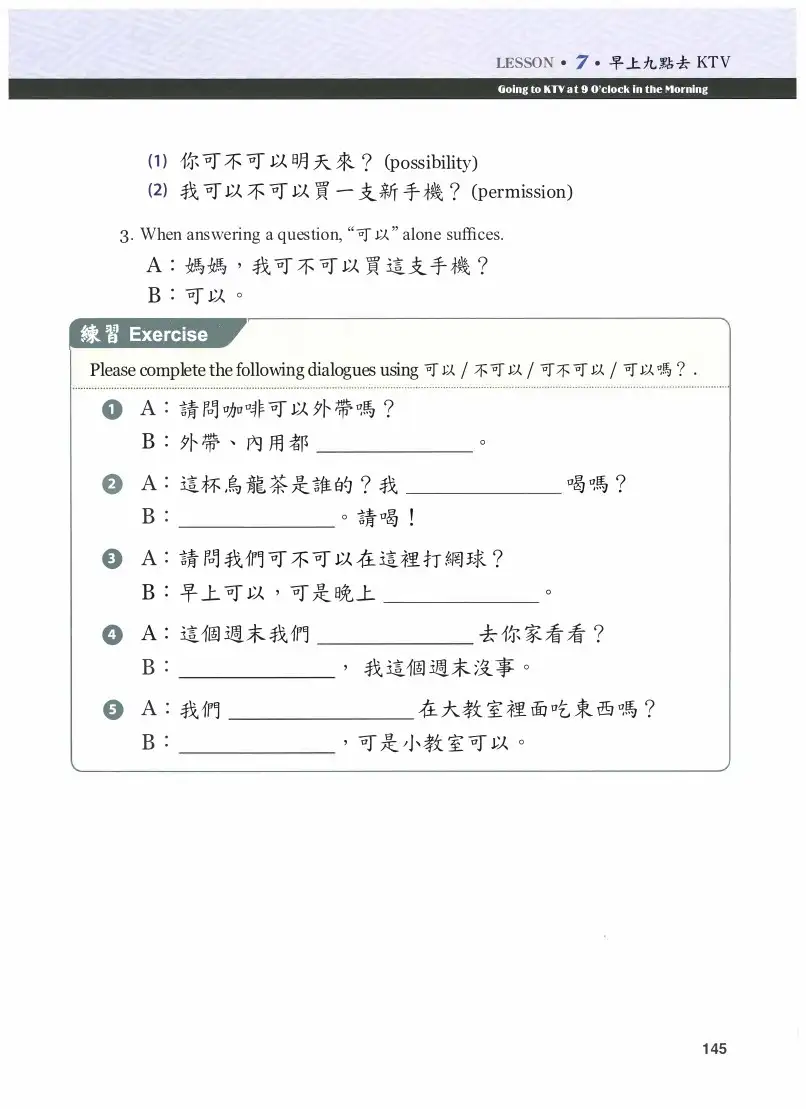 LESSON • 7 • 早上九點去 KTV
Going to KTV at 9 O'clock in the Morning
(1) 你可不可以明天來？(possibility)
(2) 我可以不可以買一支新手機？(permission)
3. When answering a question, “可以” alone suffices.
A：媽媽，我可不可以買這支手機？
B：可以。
練習 Exercise
Please complete the following dialogues using 可以 / 不可以 / 可不可以 / 可以嗎？.
1 A：請問咖啡可以外帶嗎？
B：外帶、內用都 ________________。
2 A：這杯烏龍茶是誰的？我 ________________ 喝嗎？
B：________________。請喝！
3 A：請問我們可不可以在這裡打網球？
B：早上可以，可是晚上 ________________。
4 A：這個週末我們 ________________ 去你家看看？
B：________________，我這個週末沒事。
5 A：我們 ___________________ 在大教室裡面吃東西嗎？
B：________________，可是小教室可以。
145